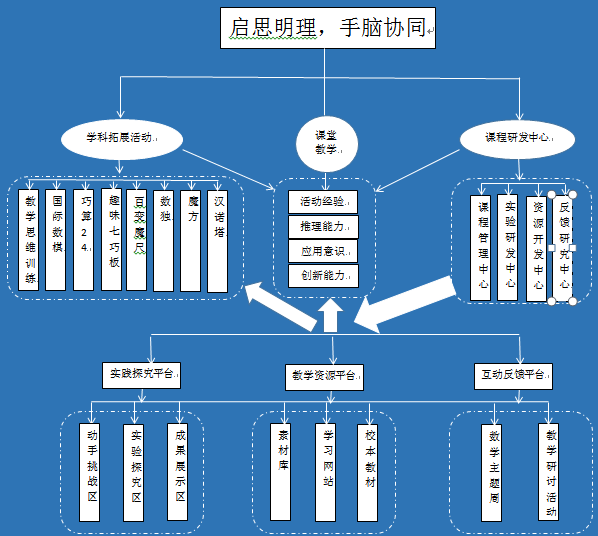 启思明理，手脑协同
学科拓展活动
课堂
教学
课程研发中心
教学思维训练
国际数棋
巧算24
趣味七巧板
百变魔尺
数独
魔方
汉诺塔
活动经验
推理能力
应用意识
创新能力
课程管理中心
实验研发中心
资源开发中心
反馈研究中心
实践探究平台
教学资源平台
互动反馈平台
动手挑战区
实验探究区
成果展示区
素材库
学习网站
校本教材
数学主题周
教学研讨活动